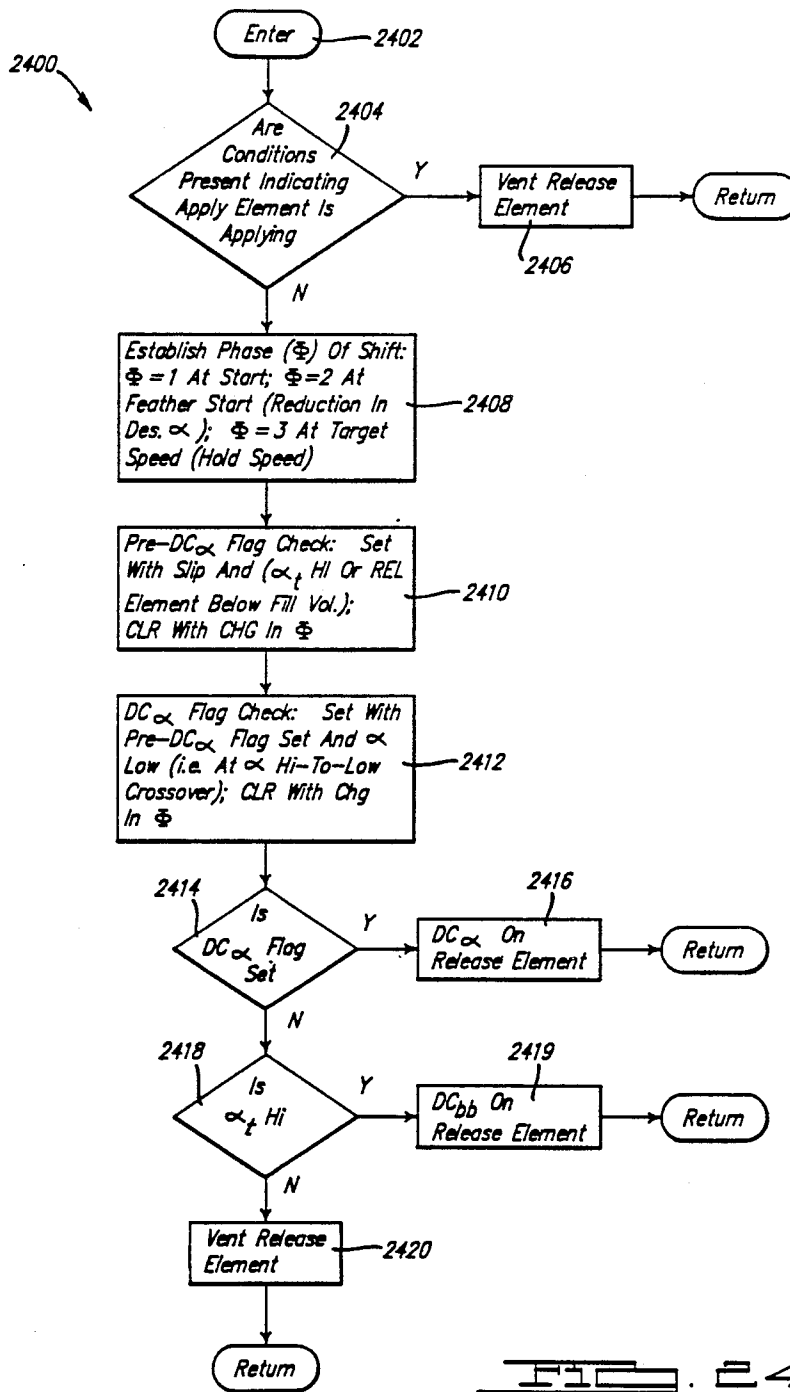 Enter
2402
2400
2404
Are
Conditions
Present Indicating
Apply Element Is
Applying
Y
Vent Release
Element
2406
Return
N
Establish Phase (Φ) Of Shift:
Φ=1 At Start; Φ=2 At
Feather Start (Reduction In
Des. ∝ ); Φ=3 At Target
Speed (Hold Speed)
2408
Pre-DC∝ Flag Check: Set
With Slip And (∝t HI Or REL
Element Below Fill Vol.);
CLR With CHG In Φ
2410
DC∝ Flag Check: Set With
Pre-DC∝ Flag Set And ∝
Low (i.e. At ∝ Hi-To-Low
Crossover); CLR With Chg
In Φ
2412
2414
Is
DC∝ Flag
Set
Y
2416
DC∝ On
Release Element
Return
N
2418
Is
∝t Hi
Y
2419
DCbb On
Release Element
Return
N
Vent Release
Element
2420
Return